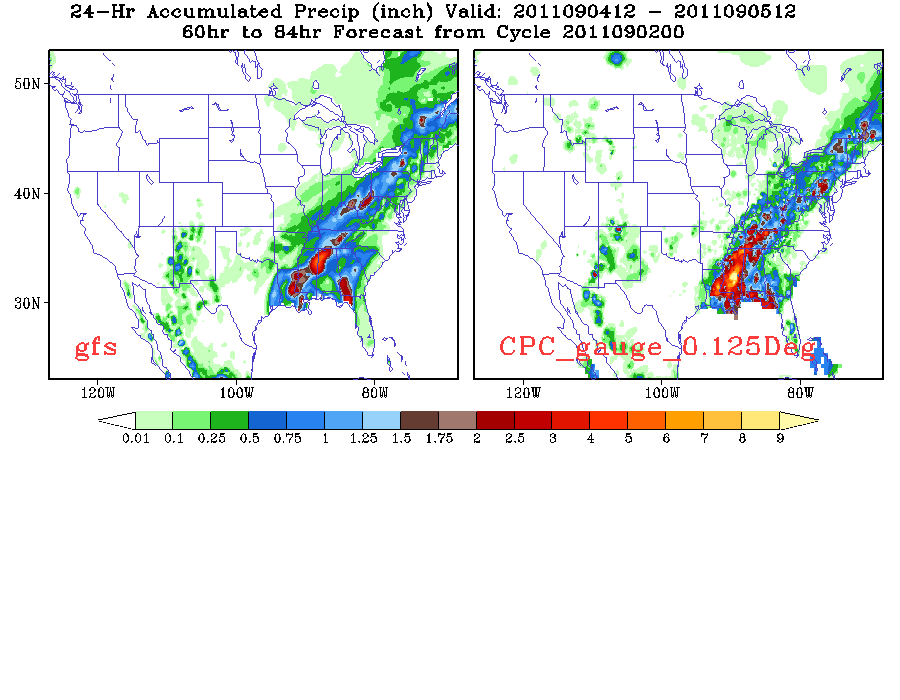 24-Hr Accumulated Precip (inch) Valid: 2011090412 - 2011090512
60hr to 84hr Forecast from Cycle 2011090200
50N
40N
30N
gfs
CPC_gauge_0.125Deg
120W 100W 80W 120W 100W 80W
0.01 0.1 0.25 0.5 0.75 1 1.25 1.5 1.75 2 2.5 3 4 5 6 7 8 9